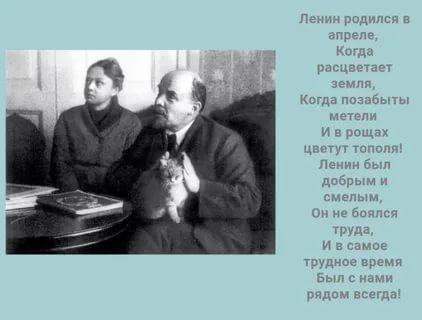 Ленин родился в
апреле,
Когда
расцветает
земля,
Когда позабыты
метели
И в рощах
цветут тополя!
Ленин был
добрым и
смелым,
Он не боялся
труда,
И в самое
трудное время
Был с нами
рядом всегда!